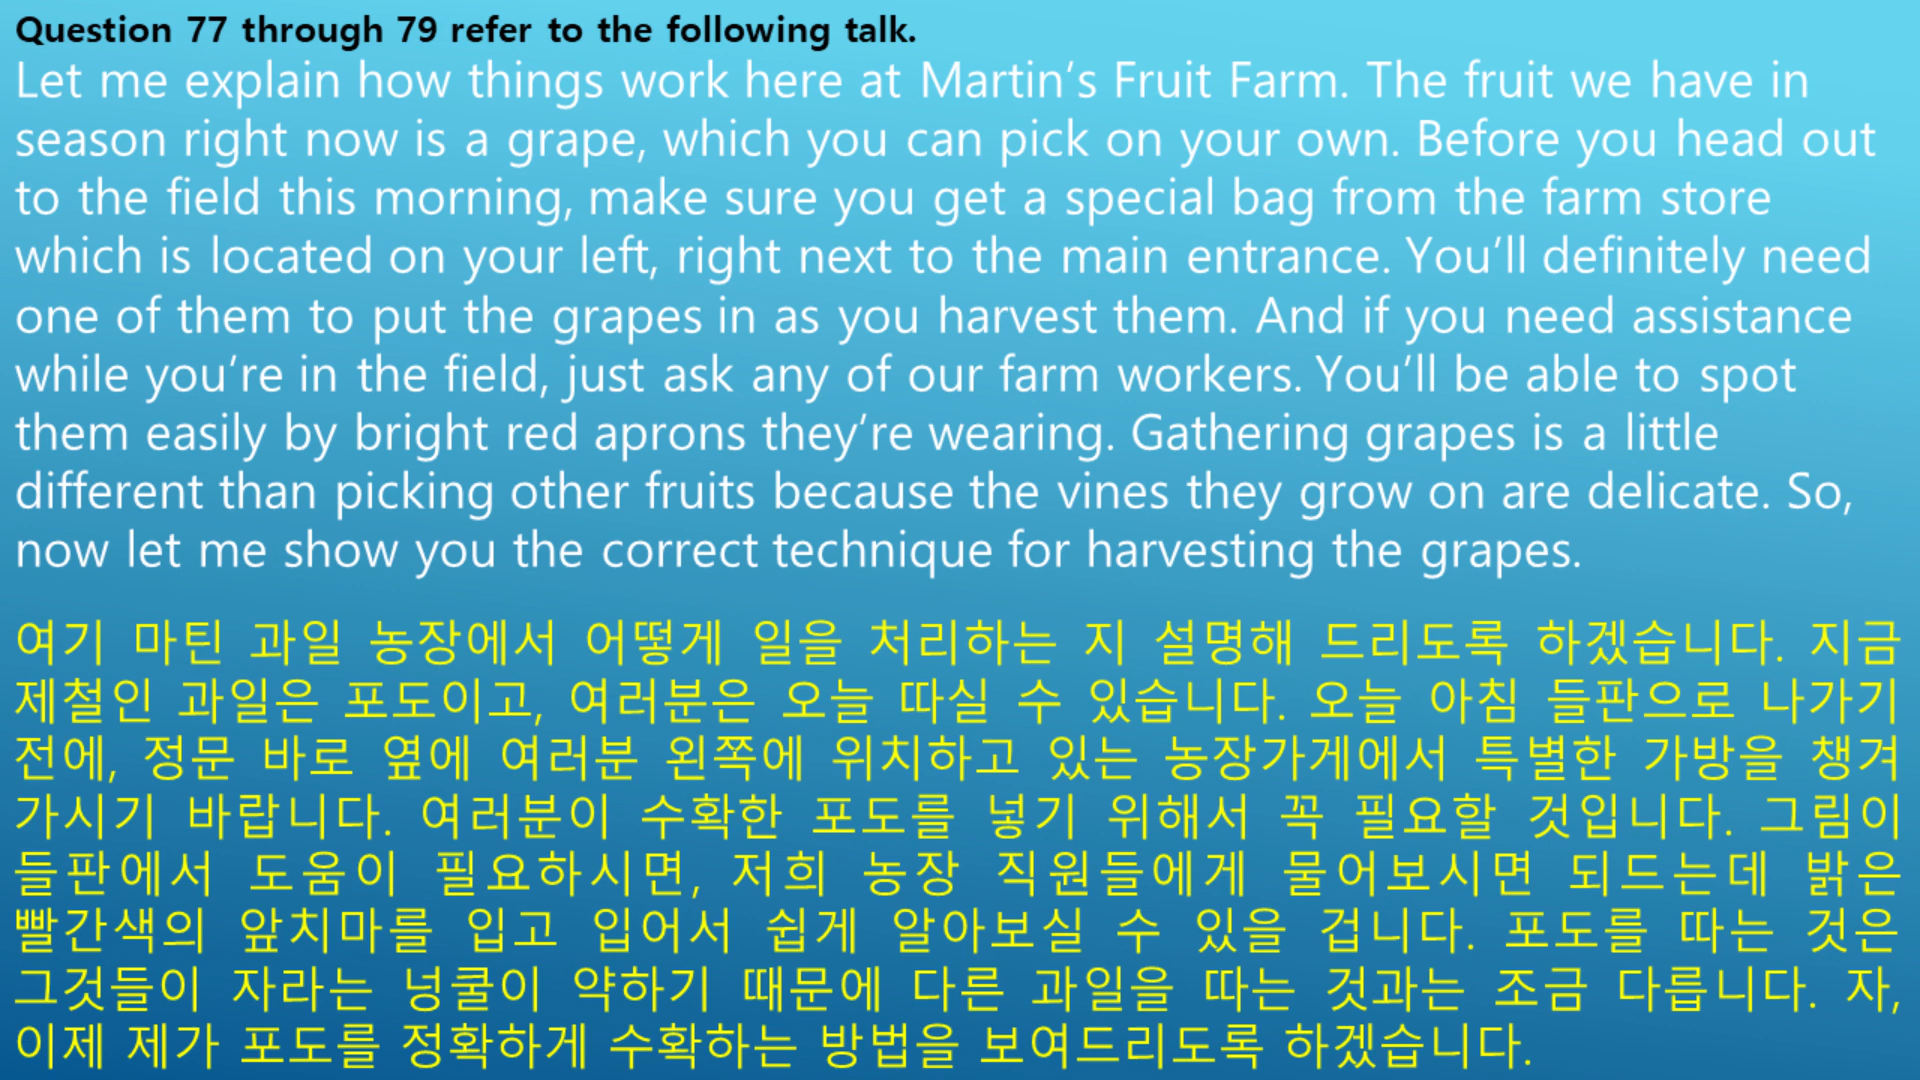 Question 77 through 79 refer to the following talk.
Let me explain how things work here at Martin’s Fruit Farm. The fruit we have in
season right now is a grape, which you can pick on your own. Before you head out
to the field this morning, make sure you get a special bag from the farm store
which is located on your left, right next to the main entrance. You’ll definitely need
one of them to put the grapes in as you harvest them. And if you need assistance
while you’re in the field, just ask any of our farm workers. You’ll be able to spot
them easily by bright red aprons they’re wearing. Gathering grapes is a little
different than picking other fruits because the vines they grow on are delicate. So,
now let me show you the correct technique for harvesting the grapes.
여기 마틴 과일 농장에서 어떻게 일을 처리하는 지 설명해 드리도록 하겠습니다. 지금
제철인 과일은 포도이고, 여러분은 오늘 따실 수 있습니다. 오늘 아침 들판으로 나가기
전에, 정문 바로 옆에 여러분 왼쪽에 위치하고 있는 농장가게에서 특별한 가방을 챙겨
가시기 바랍니다. 여러분이 수확한 포도를 넣기 위해서 꼭 필요할 것입니다. 그림이
들판에서 도움이 필요하시면, 저희 농장 직원들에게 물어보시면 되드는데 밝은
빨간색의 앞치마를 입고 입어서 쉽게 알아보실 수 있을 겁니다. 포도를 따는 것은
그것들이 자라는 넝쿨이 약하기 때문에 다른 과일을 따는 것과는 조금 다릅니다. 자,
이제 제가 포도를 정확하게 수확하는 방법을 보여드리도록 하겠습니다.